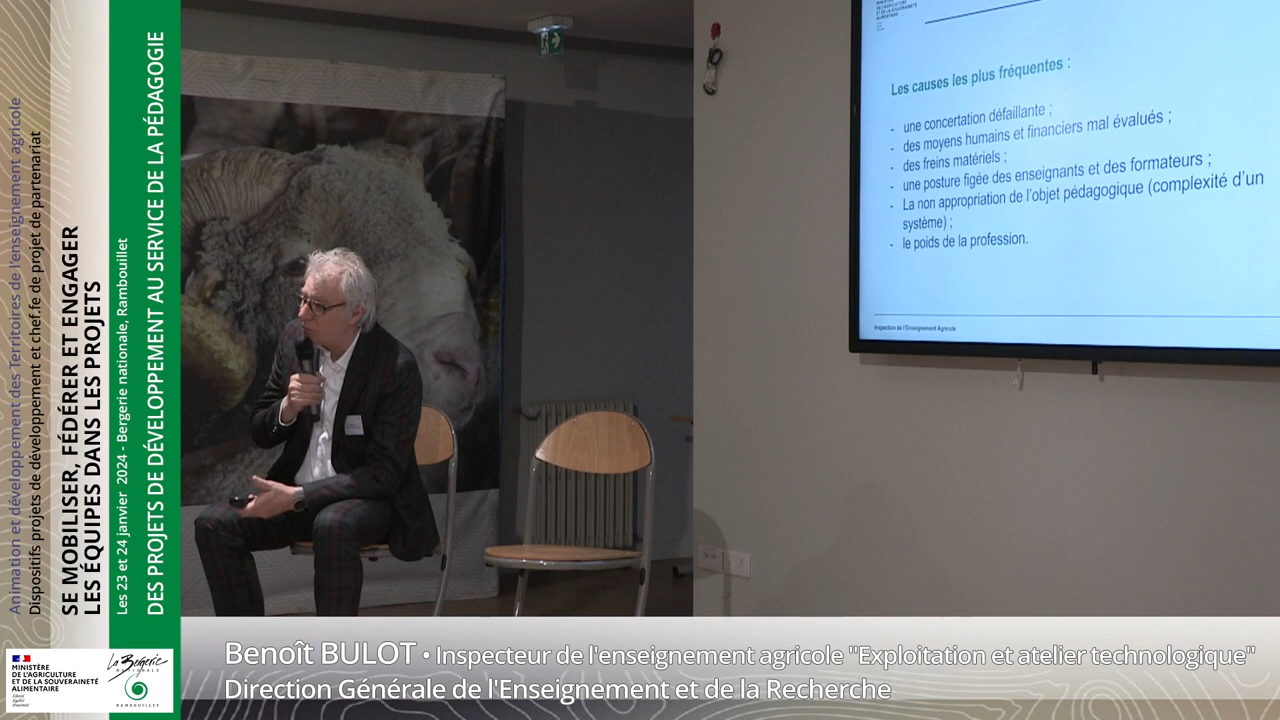 Animation et développement des Territoires de l'enseignement agricole
Dispositifs projets de développement et chef.fe de projet de partenariat
SE MOBILISER, FÉDÉRER ET ENGAGER
LES ÉQUIPES DANS LES PROJETS
Les 23 et 24 janvier 2024 - Bergerie nationale, Rambouillet
DES PROJETS DE DÉVELOPPEMENT AU SERVICE DE LA PÉDAGOGIE
Les causes les plus fréquentes :
- une concertation défaillante ;
- des moyens humains et financiers mal évalués ;
- des freins matériels ;
- une posture figée des enseignants et des formateurs ;
- La non appropriation de l'objet pédagogique (complexité d'un
système) ;
- le poids de la profession.
Inspection de l'Enseignement Agricole
MINISTÈRE
DE L'AGRICULTURE
ET DE LA SOUVERAINETÉ
ALIMENTAIRE
Liberté
Égalité
Fraternité
La Bergerie
NATIONALE
RAMBOUILLET
Benoît BULOT • Inspecteur de l'enseignement agricole "Exploitation et atelier technologique"
Direction Générale de l'Enseignement et de la Recherche